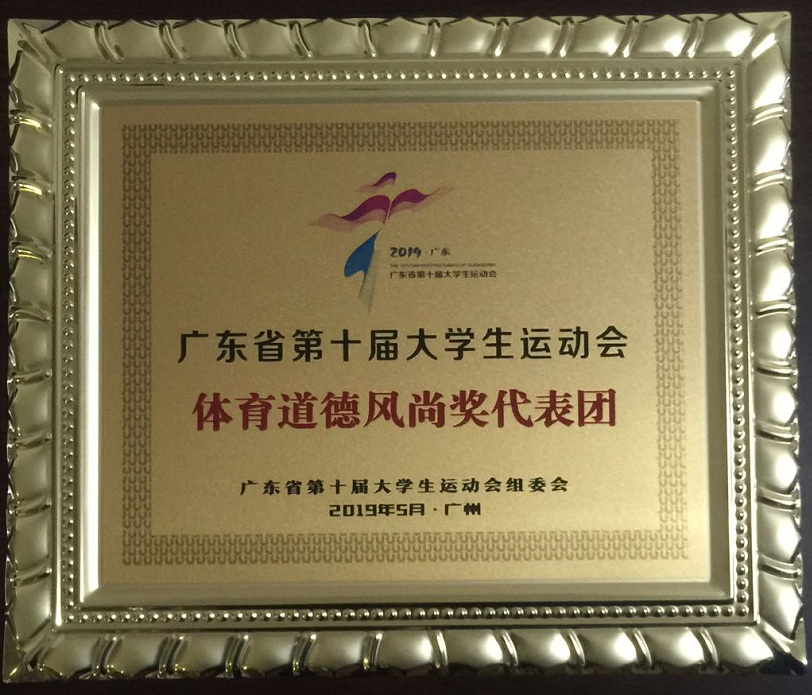 2019·广东
广东省第十届大学生运动会
广东省第十届大学生运动会
体育道德风尚奖代表团
广东省第十届大学生运动会组委会
2019年5月·广州